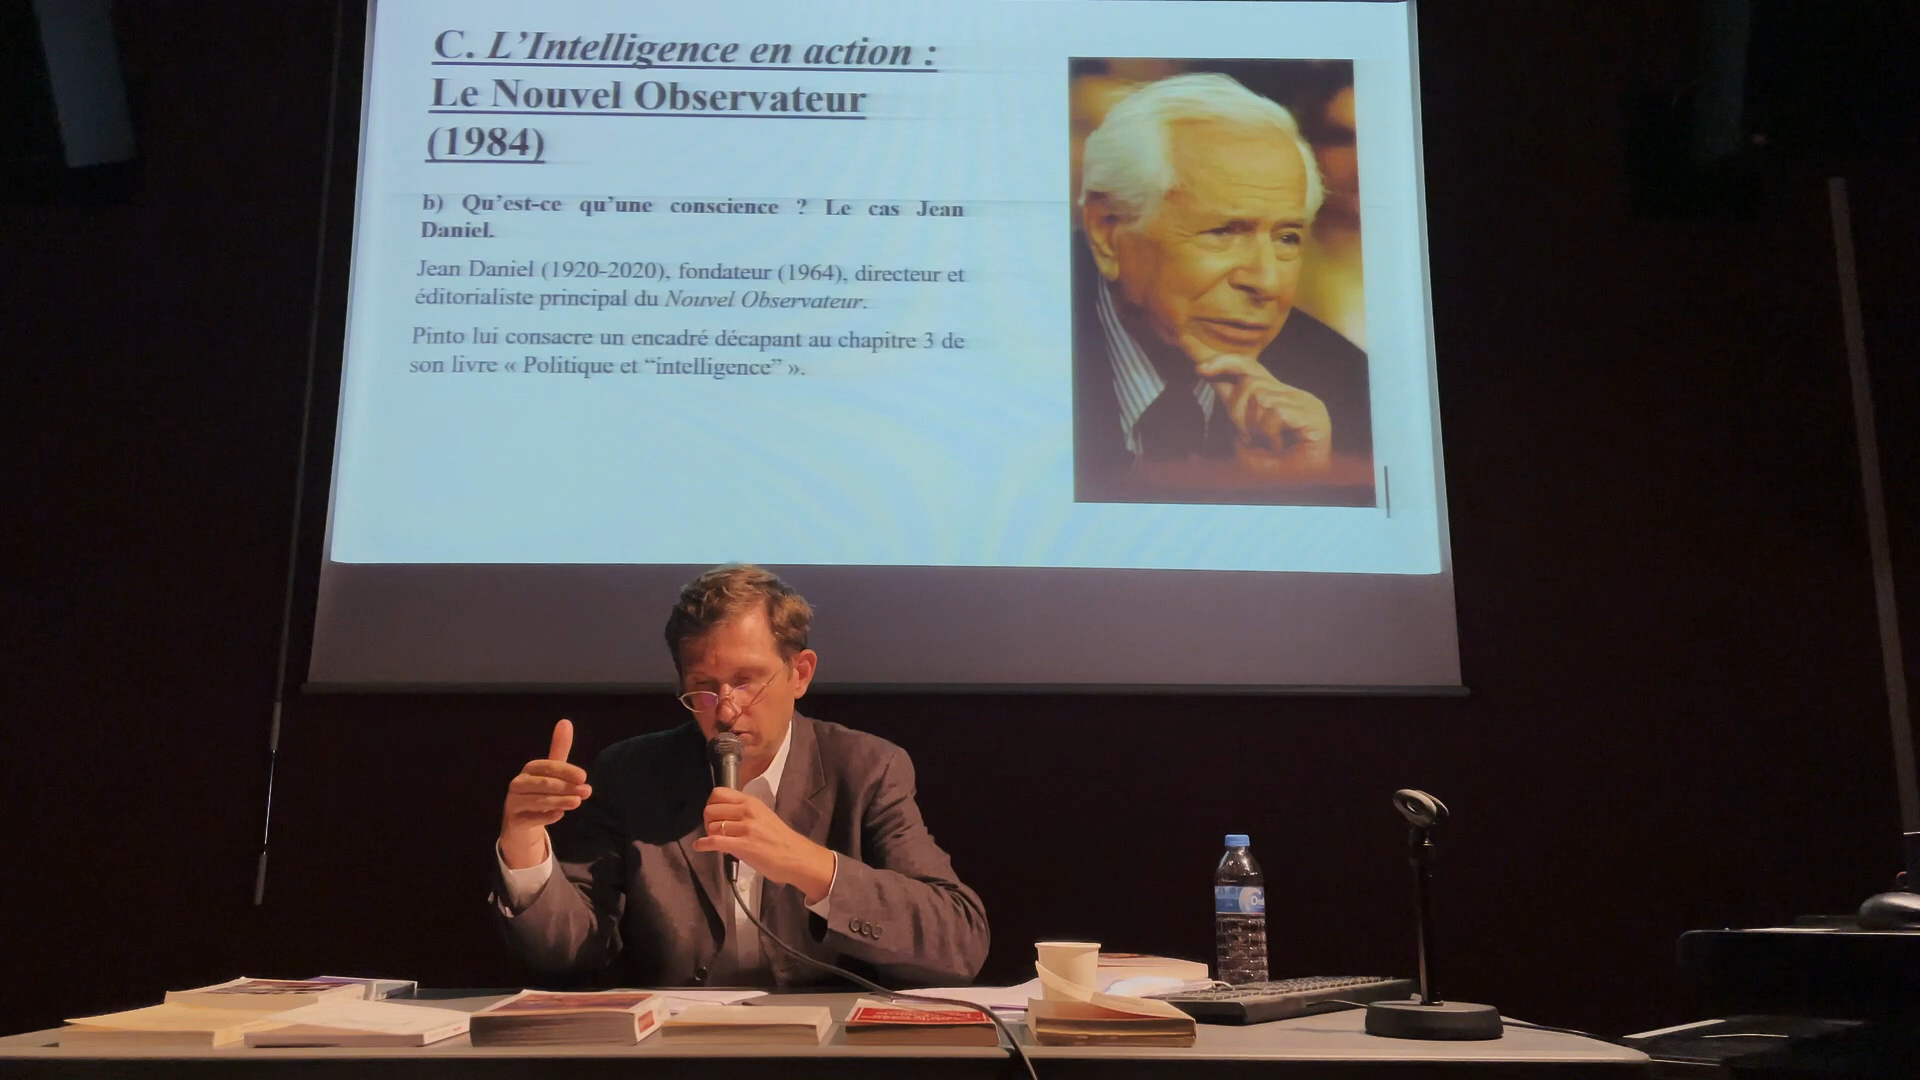 C. L’Intelligence en action :
Le Nouvel Observateur
(1984)
b) Qu’est-ce qu’une conscience ? Le cas Jean
Daniel.
Jean Daniel (1920-2020), fondateur (1964), directeur et
éditorialiste principal du Nouvel Observateur.
Pinto lui consacre un encadré décapant au chapitre 3 de
son livre « Politique et “intelligence” ».